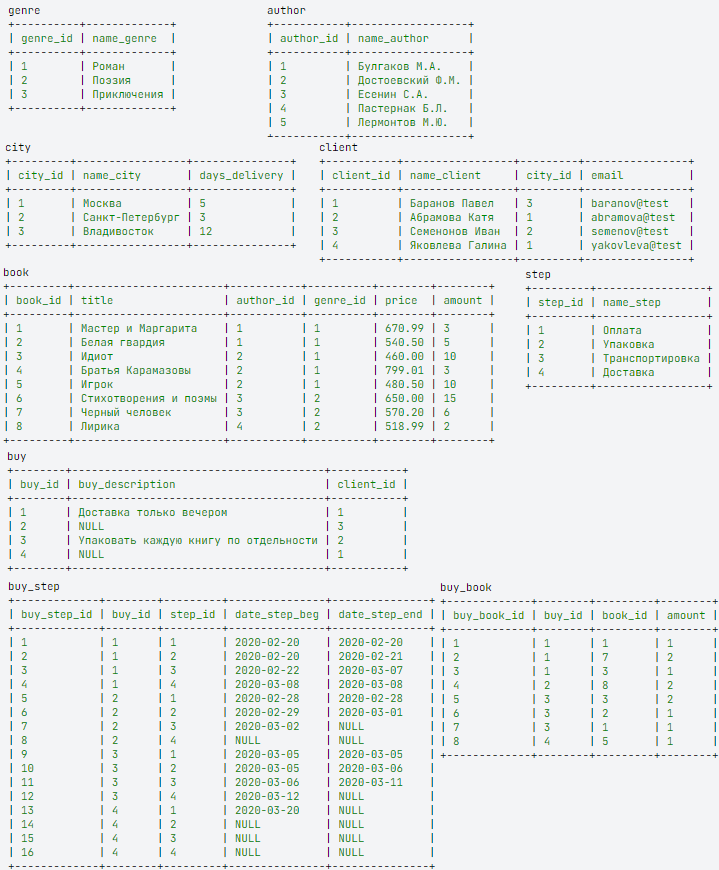 genre
genre_id | name_genre
1 | Роман
2 | Поэзия
3 | Приключения
author
author_id | name_author
1 | Булгаков М.А.
2 | Достоевский Ф.М.
3 | Есенин С.А.
4 | Пастернак Б.Л.
5 | Лермонтов М.Ю.
city
city_id | name_city | days_delivery
1 | Москва | 5
2 | Санкт-Петербург | 3
3 | Владивосток | 12
client
client_id | name_client | city_id | email
1 | Баранов Павел | 3 | baranov@test
2 | Абрамова Катя | 1 | abramova@test
3 | Семенонов Иван | 2 | semenov@test
4 | Яковлева Галина | 1 | yakovleva@test
book
book_id | title | author_id | genre_id | price | amount
1 | Мастер и Маргарита | 1 | 1 | 670.99 | 3
2 | Белая гвардия | 1 | 1 | 540.50 | 5
3 | Идиот | 2 | 1 | 460.00 | 10
4 | Братья Карамазовы | 2 | 1 | 799.01 | 3
5 | Игрок | 2 | 1 | 480.50 | 10
6 | Стихотворения и поэмы | 3 | 2 | 650.00 | 15
7 | Черный человек | 3 | 2 | 570.20 | 6
8 | Лирика | 4 | 2 | 518.99 | 2
step
step_id | name_step
1 | Оплата
2 | Упаковка
3 | Транспортировка
4 | Доставка
buy
buy_id | buy_description | client_id
1 | Доставка только вечером | 1
2 | NULL | 3
3 | Упаковать каждую книгу по отдельности | 2
4 | NULL | 1
buy_step
buy_step_id | buy_id | step_id | date_step_beg | date_step_end
1 | 1 | 1 | 2020-02-20 | 2020-02-20
2 | 1 | 2 | 2020-02-20 | 2020-02-21
3 | 1 | 3 | 2020-02-22 | 2020-03-07
4 | 1 | 4 | 2020-03-08 | 2020-03-08
5 | 2 | 1 | 2020-02-28 | 2020-02-28
6 | 2 | 2 | 2020-02-29 | 2020-03-01
7 | 2 | 3 | 2020-03-02 | NULL
8 | 2 | 4 | NULL | NULL
9 | 3 | 1 | 2020-03-05 | 2020-03-05
10 | 3 | 2 | 2020-03-05 | 2020-03-06
11 | 3 | 3 | 2020-03-06 | 2020-03-11
12 | 3 | 4 | 2020-03-12 | NULL
13 | 4 | 1 | 2020-03-20 | NULL
14 | 4 | 2 | NULL | NULL
15 | 4 | 3 | NULL | NULL
16 | 4 | 4 | NULL | NULL
buy_book
buy_book_id | buy_id | book_id | amount
1 | 1 | 1 | 1
2 | 1 | 7 | 2
3 | 1 | 3 | 1
4 | 2 | 8 | 2
5 | 3 | 3 | 2
6 | 3 | 2 | 1
7 | 3 | 1 | 1
8 | 4 | 5 | 1